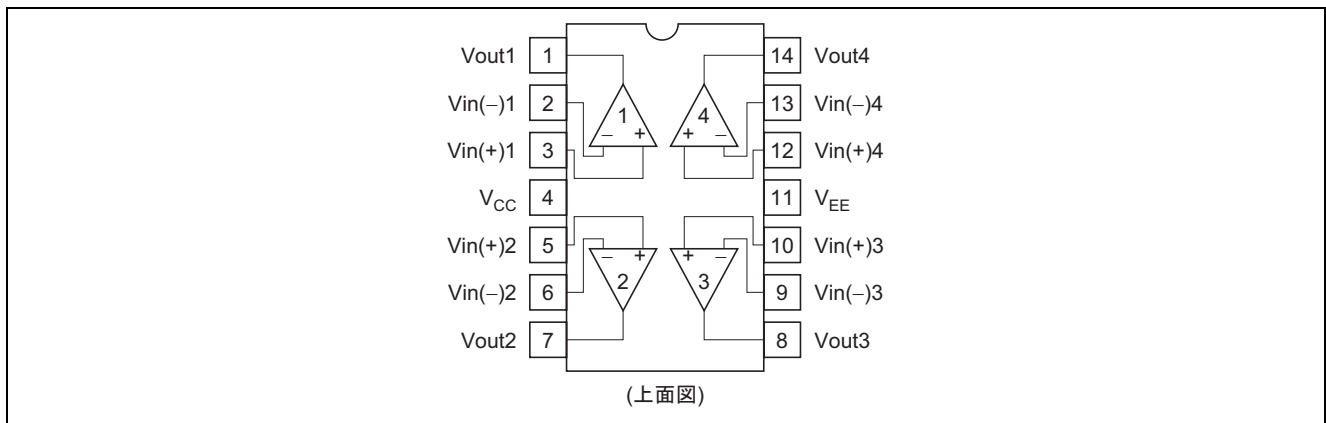 Vout1 1 14 Vout4
Vin(−)1 2 1 4 13 Vin(−)4
− + + −
Vin(+)1 3 12 Vin(+)4
VCC 4 11 VEE
Vin(+)2 5 10 Vin(+)3
− + + −
Vin(−)2 6 2 3 9 Vin(−)3
Vout2 7 8 Vout3
(上面図)